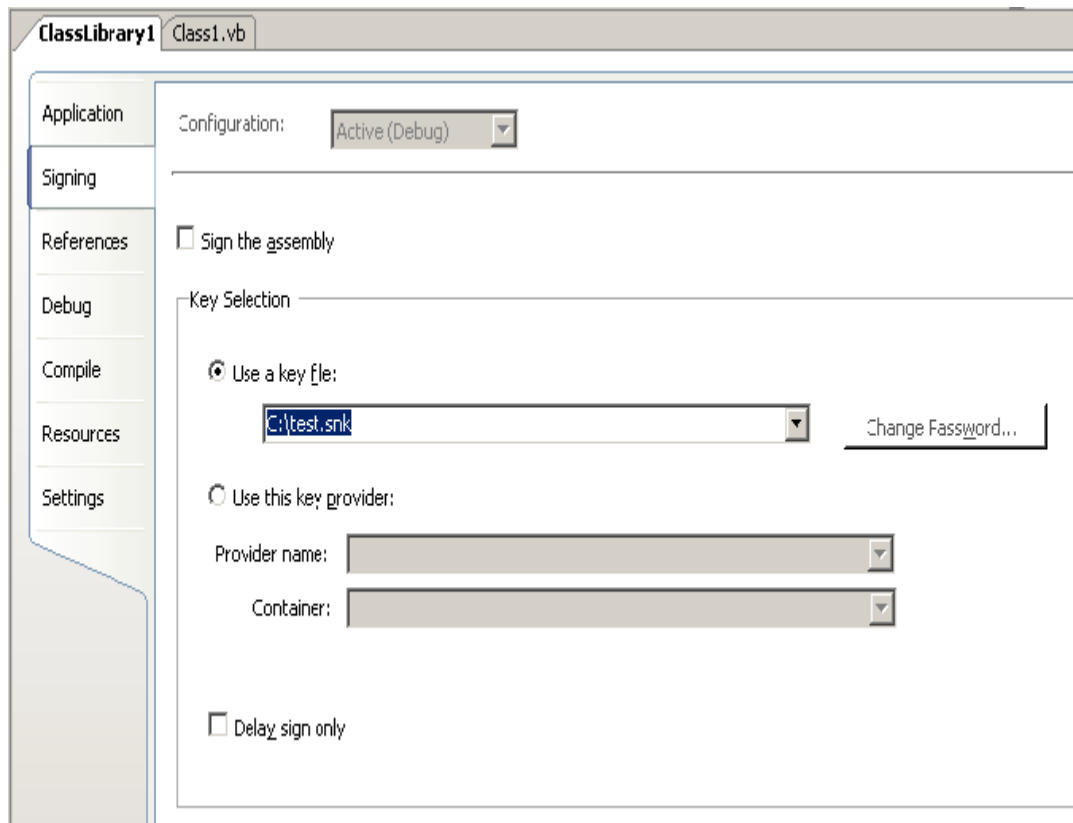 ClassLibrary1 Class1.vb
Application
Configuration: Active (Debug)
Signing
References
Sign the assembly
Debug
Key Selection
Compile
Use a key file:
Resources
C:\test.snk Change Password...
Settings
Use this key provider:
Provider name:
Container:
Delay sign only